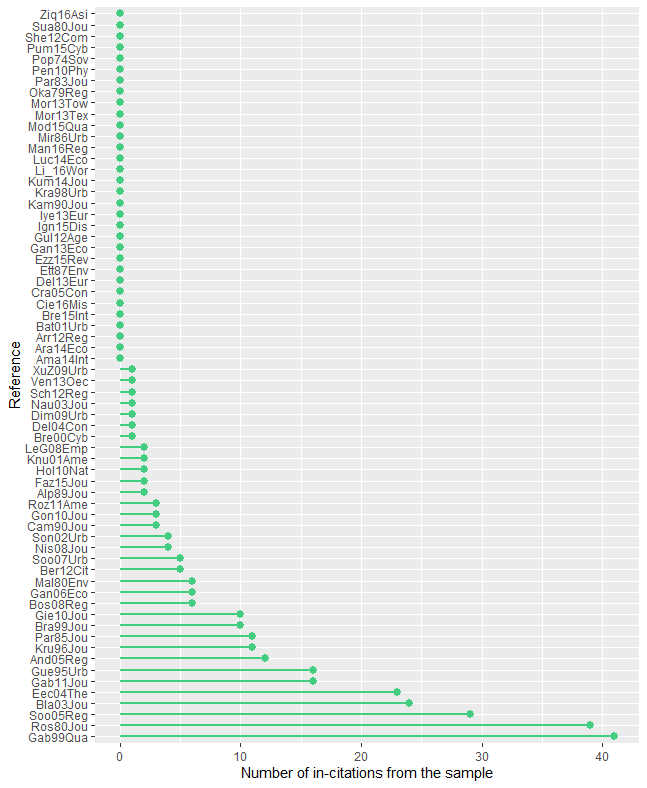 Ziq16Asi
Sua80Jou
She12Com
Pum15Cyb
Pop74Sov
Pen10Phy
Par83Jou
Oka79Reg
Mor13Tow
Mor13Tex
Mod15Qua
Mir86Urb
Man16Reg
Luc14Eco
Li_16Wor
Kum14Jou
Kra98Urb
Kam90Jou
Iye13Eur
Ign15Dis
Gul12Age
Gan13Eco
Ezz15Rev
Ett87Env
Del13Eur
Cra05Con
Cie16Mis
Bre15Int
Bat01Urb
Arr12Reg
Ara14Eco
Ama14Int
XuZ09Urb
Ven13Oec
Sch12Reg
Nau03Jou
Dim09Urb
Del04Con
Bre00Cyb
LeG08Emp
Knu01Ame
Hol10Nat
Faz15Jou
Alp89Jou
Roz11Ame
Gon10Jou
Cam90Jou
Son02Urb
Nis08Jou
Soo07Urb
Ber12Cit
Mal80Env
Gan06Eco
Bos08Reg
Gie10Jou
Bra99Jou
Par85Jou
Kru96Jou
And05Reg
Gue95Urb
Gab11Jou
Eec04The
Bla03Jou
Soo05Reg
Ros80Jou
Gab99Qua
Reference
0 10 20 30 40
Number of in-citations from the sample